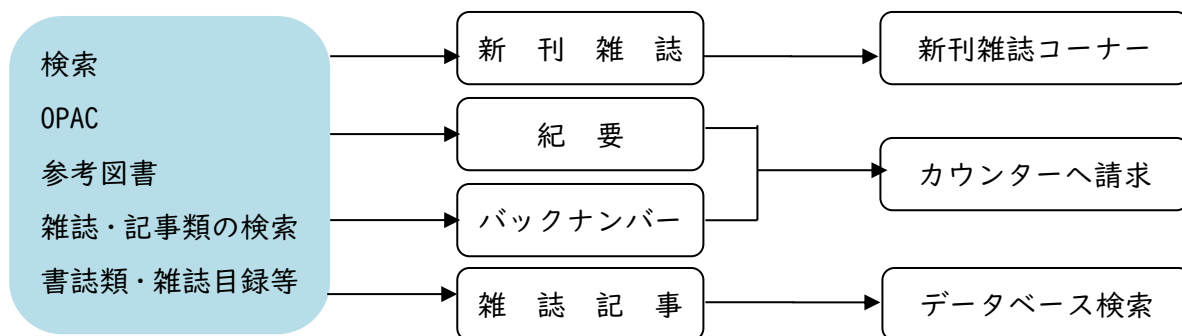 検索
OPAC
参考図書
雑誌・記事類の検索
書誌類・雑誌目録等
新刊雑誌
紀要
バックナンバー
雑誌記事
新刊雑誌コーナー
カウンターへ請求
データベース検索